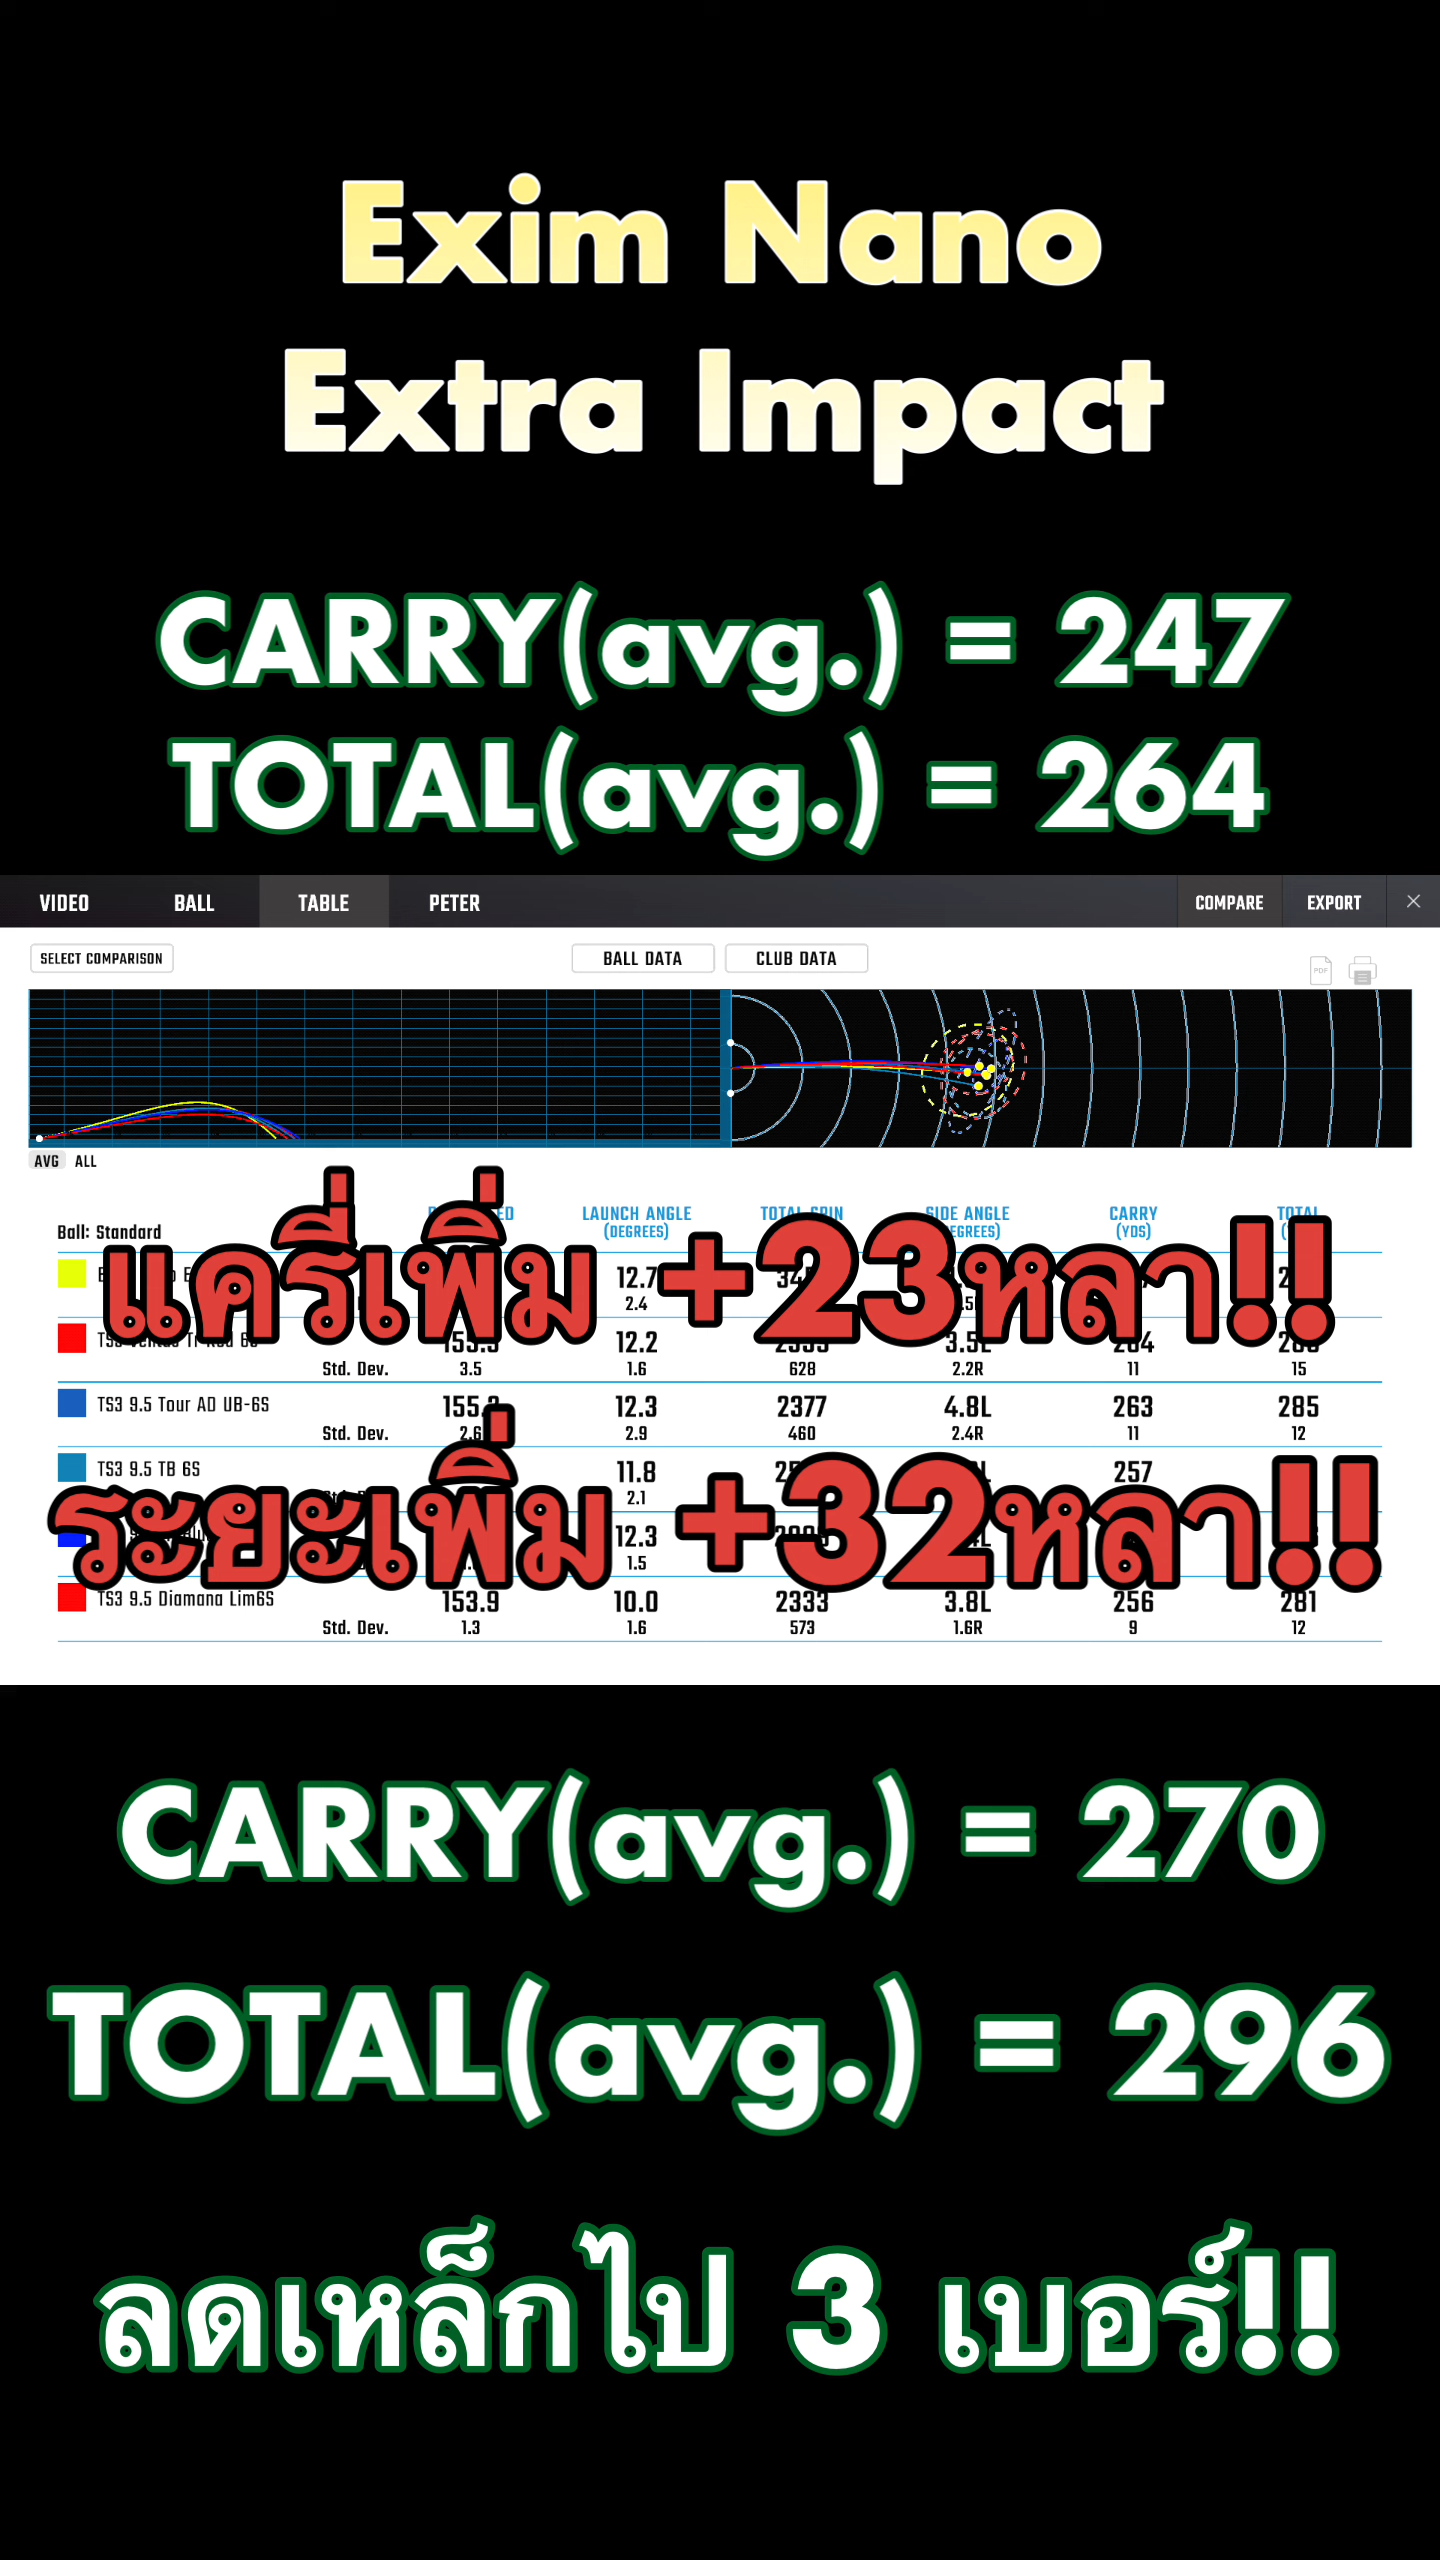 Exim Nano
Extra Impact
CARRY(avg.) = 247
TOTAL(avg.) = 264
VIDEO BALL TABLE PETER COMPARE EXPORT
SELECT COMPARISON BALL DATA CLUB DATA
PDF
AVG ALL
LAUNCH ANGLE TOTAL SPIN SIDE ANGLE CARRY TOTAL
Ball: Standard (DEGREES) (YDS)
แครี่เพิ่ม +23หลา!!
12.7
2.4
155.3 12.2 3.5L
Std. Dev. 3.5 1.6 628 2.2R 11 15
TS3 9.5 Tour AD UB-6S 155.2 12.3 2377 4.8L 263 285
Std. Dev. 2.6 2.9 460 2.4R 11 12
TS3 9.5 TB 6S 11.8 257
2.1
ระยะเพิ่ม +32หลา!!
12.3
1.5
TS3 9.5 Diamana Lim6S 153.9 10.0 2333 3.8L 256 281
Std. Dev. 1.3 1.6 573 1.6R 9 12
CARRY(avg.) = 270
TOTAL(avg.) = 296
ลดเหล็กไป 3 เบอร์!!